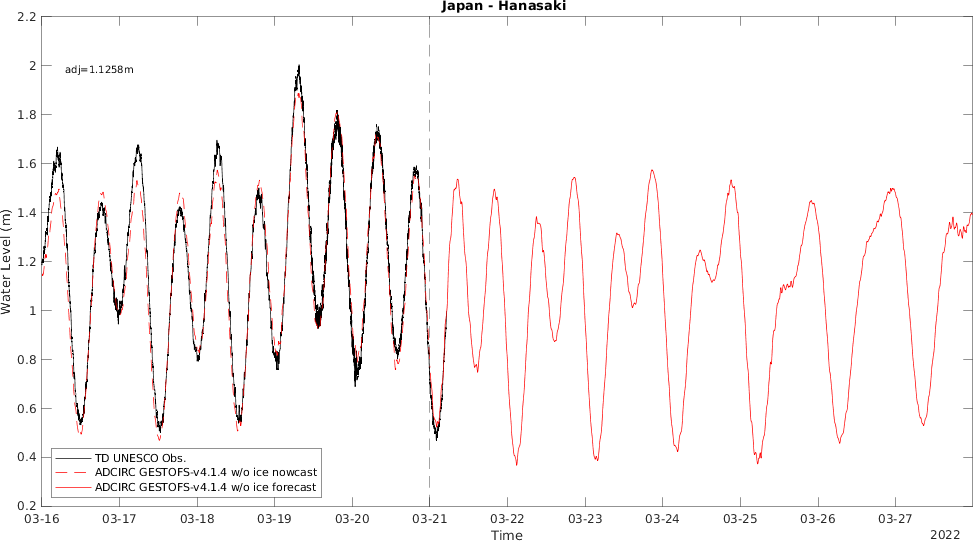 Japan - Hanasaki
2.2
2
1.8
1.6
1.4
1.2
1
0.8
0.6
0.4
0.2
Water Level (m)
adj=1.1258m
TD UNESCO Obs.
ADCIRC GESTOFS-v4.1.4 w/o ice nowcast
ADCIRC GESTOFS-v4.1.4 w/o ice forecast
03-16 03-17 03-18 03-19 03-20 03-21 03-22 03-23 03-24 03-25 03-26 03-27
Time
2022